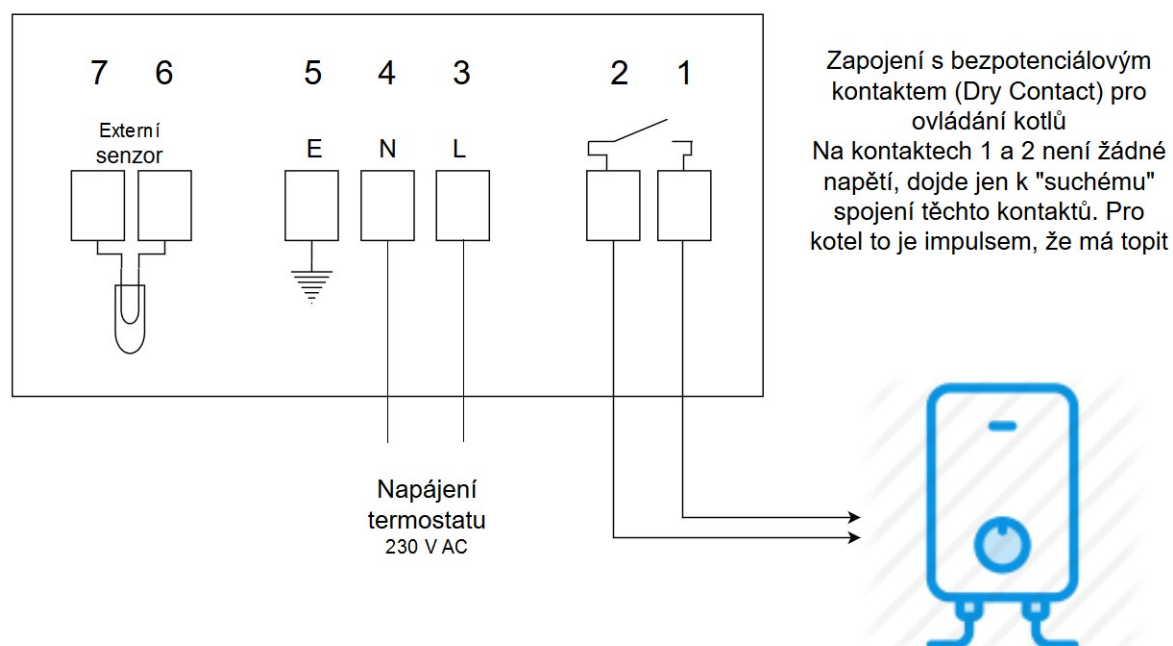 7 6 5 4 3 2 1
Externí
senzor
E N L
Zapojení s bezpotenciálovým
kontaktem (Dry Contact) pro
ovládání kotlů
Na kontaktech 1 a 2 není žádné
napětí, dojde jen k "suchému"
spojení těchto kontaktů. Pro
kotel to je impulsem, že má topit
Napájení
termostatu
230 V AC